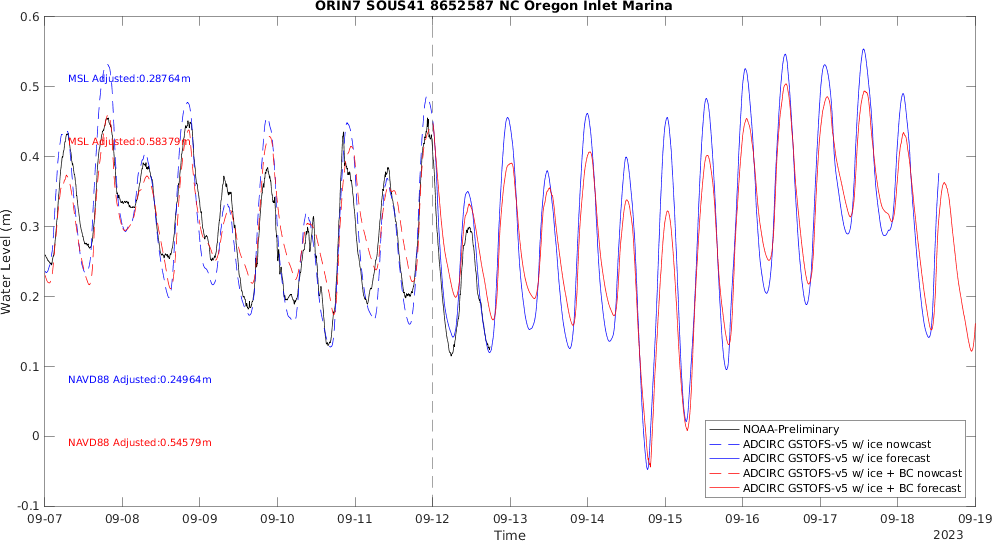 ORIN7 SOUS41 8652587 NC Oregon Inlet Marina
0.6
0.5
0.4
0.3
0.2
0.1
0
-0.1
Water Level (m)
MSL Adjusted:0.28764m
MSL Adjusted:0.58379m
NAVD88 Adjusted:0.24964m
NAVD88 Adjusted:0.54579m
NOAA-Preliminary
ADCIRC GSTOFS-v5 w/ ice nowcast
ADCIRC GSTOFS-v5 w/ ice forecast
ADCIRC GSTOFS-v5 w/ ice + BC nowcast
ADCIRC GSTOFS-v5 w/ ice + BC forecast
09-07 09-08 09-09 09-10 09-11 09-12 09-13 09-14 09-15 09-16 09-17 09-18 09-19
Time
2023